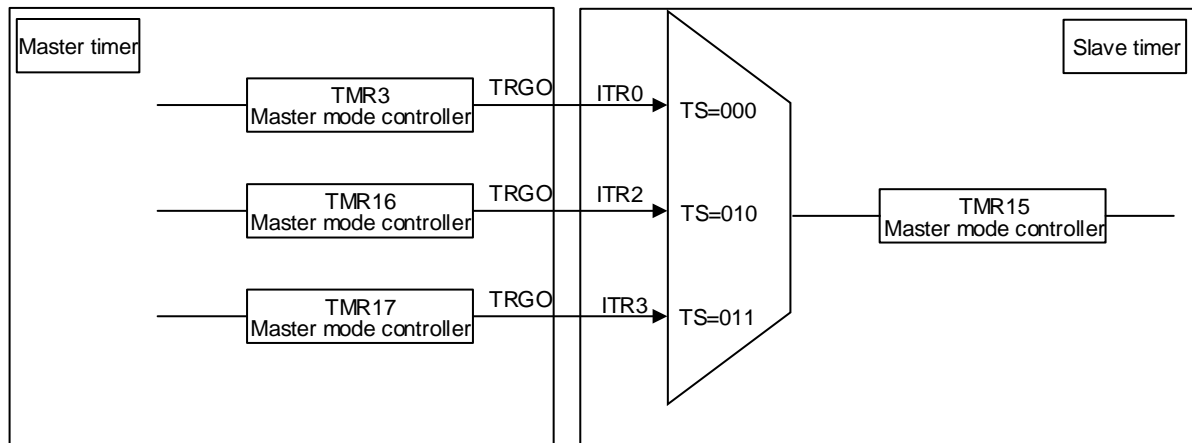 Master timer
Slave timer
TMR3
Master mode controller
TRGO
ITR0
TS=000
TMR16
Master mode controller
TRGO
ITR2
TS=010
TMR15
Master mode controller
TMR17
Master mode controller
TRGO
ITR3
TS=011